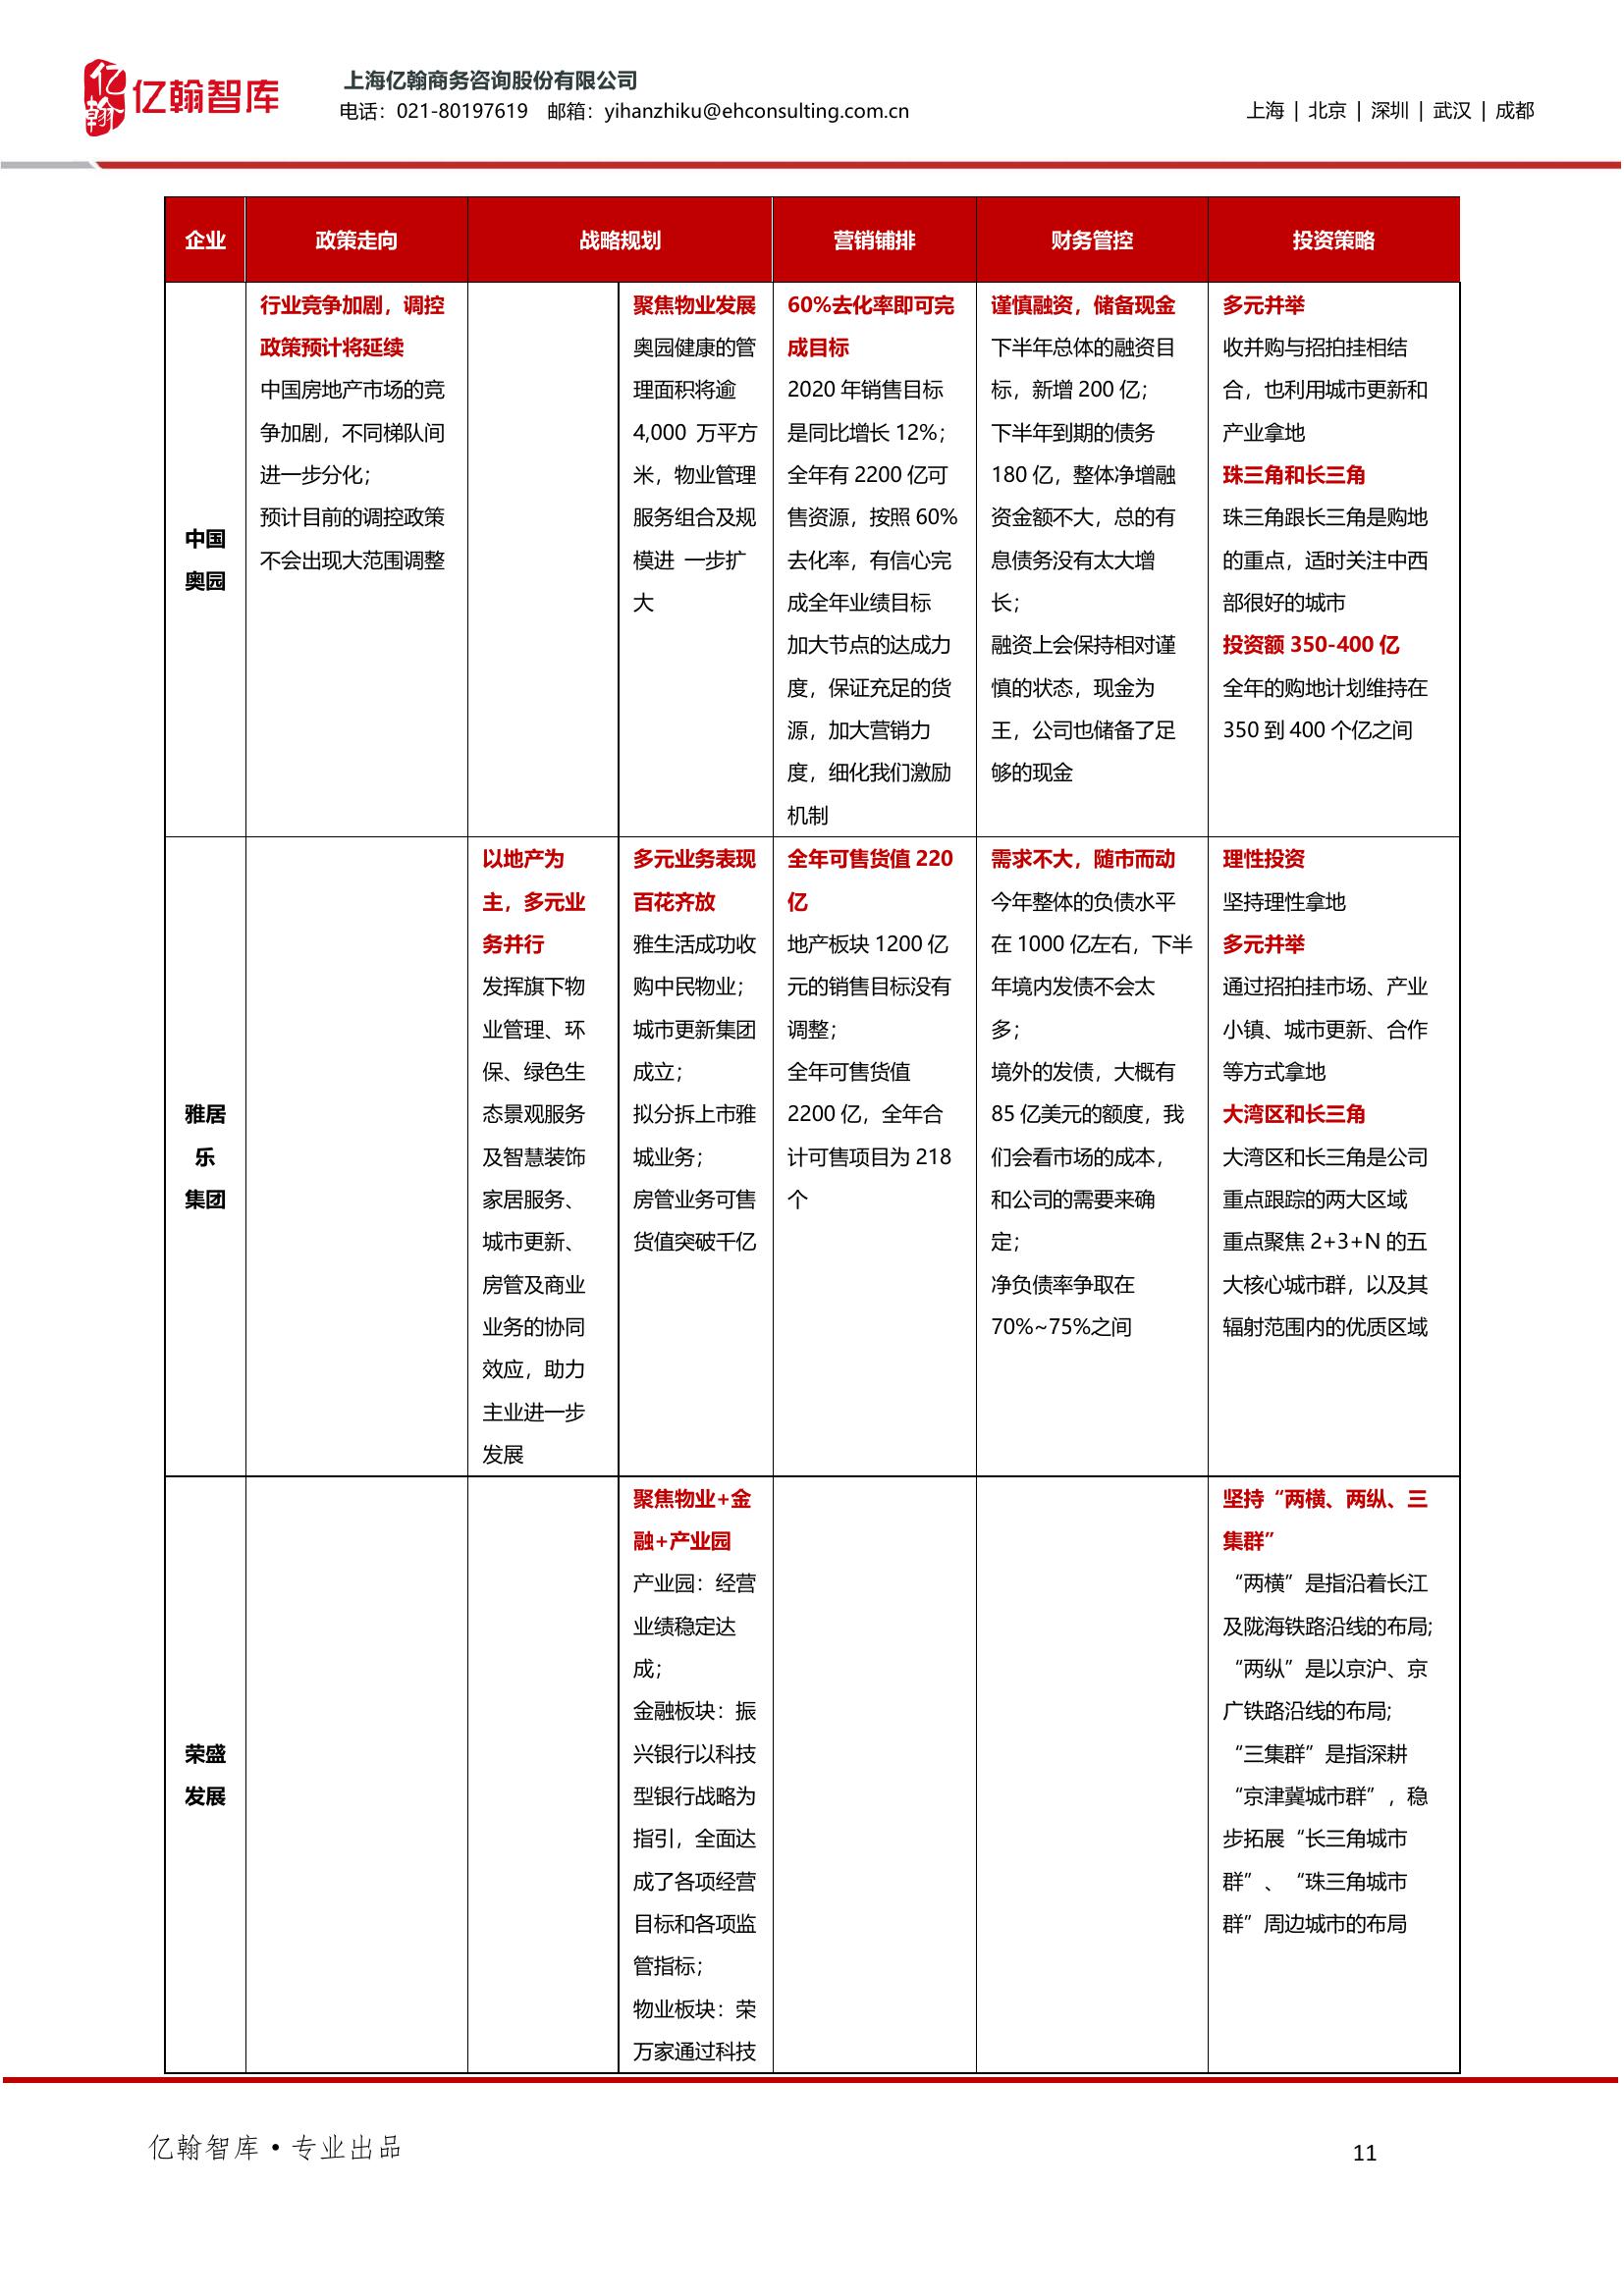 亿翰
亿翰智库
上海亿翰商务咨询股份有限公司
电话：021-80197619 邮箱：yihanzhiku@ehconsulting.com.cn
上海 | 北京 | 深圳 | 武汉 | 成都
企业
政策走向
战略规划
营销铺排
财务管控
投资策略
中国
奥园
行业竞争加剧，调控
政策预计将延续
中国房地产市场的竞
争加剧，不同梯队间
进一步分化；
预计目前的调控政策
不会出现大范围调整
聚焦物业发展
奥园健康的管
理面积将逾
4,000 万平方
米，物业管理
服务组合及规
模进 一步扩
大
60%去化率即可完
成目标
2020 年销售目标
是同比增长 12%；
全年有 2200 亿可
售资源，按照 60%
去化率，有信心完
成全年业绩目标
加大节点的达成力
度，保证充足的货
源，加大营销力
度，细化我们激励
机制
谨慎融资，储备现金
下半年总体的融资目
标，新增 200 亿；
下半年到期的债务
180 亿，整体净增融
资金额不大，总的有
息债务没有太大增
长；
融资上会保持相对谨
慎的状态，现金为
王，公司也储备了足
够的现金
多元并举
收并购与招拍挂相结
合，也利用城市更新和
产业拿地
珠三角和长三角
珠三角跟长三角是购地
的重点，适时关注中西
部很好的城市
投资额 350-400 亿
全年的购地计划维持在
350 到 400 个亿之间
雅居
乐
集团
以地产为
主，多元业
务并行
发挥旗下物
业管理、环
保、绿色生
态景观服务
及智慧装饰
家居服务、
城市更新、
房管及商业
业务的协同
效应，助力
主业进一步
发展
多元业务表现
百花齐放
雅生活成功收
购中民物业；
城市更新集团
成立；
拟分拆上市雅
城业务；
房管业务可售
货值突破千亿
全年可售货值 220
亿
地产板块 1200 亿
元的销售目标没有
调整；
全年可售货值
2200 亿，全年合
计可售项目为 218
个
需求不大，随市而动
今年整体的负债水平
在 1000 亿左右，下半
年境内发债不会太
多；
境外的发债，大概有
85 亿美元的额度，我
们会看市场的成本，
和公司的需要来确
定；
净负债率争取在
70%~75%之间
理性投资
坚持理性拿地
多元并举
通过招拍挂市场、产业
小镇、城市更新、合作
等方式拿地
大湾区和长三角
大湾区和长三角是公司
重点跟踪的两大区域
重点聚焦 2+3+N 的五
大核心城市群，以及其
辐射范围内的优质区域
荣盛
发展
聚焦物业+金
融+产业园
产业园：经营
业绩稳定达
成；
金融板块：振
兴银行以科技
型银行战略为
指引，全面达
成了各项经营
目标和各项监
管指标；
物业板块：荣
万家通过科技
坚持“两横、两纵、三
集群”
“两横”是指沿着长江
及陇海铁路沿线的布局;
“两纵”是以京沪、京
广铁路沿线的布局;
“三集群”是指深耕
“京津冀城市群”，稳
步拓展“长三角城市
群”、“珠三角城市
群”周边城市的布局
亿翰智库·专业出品
11